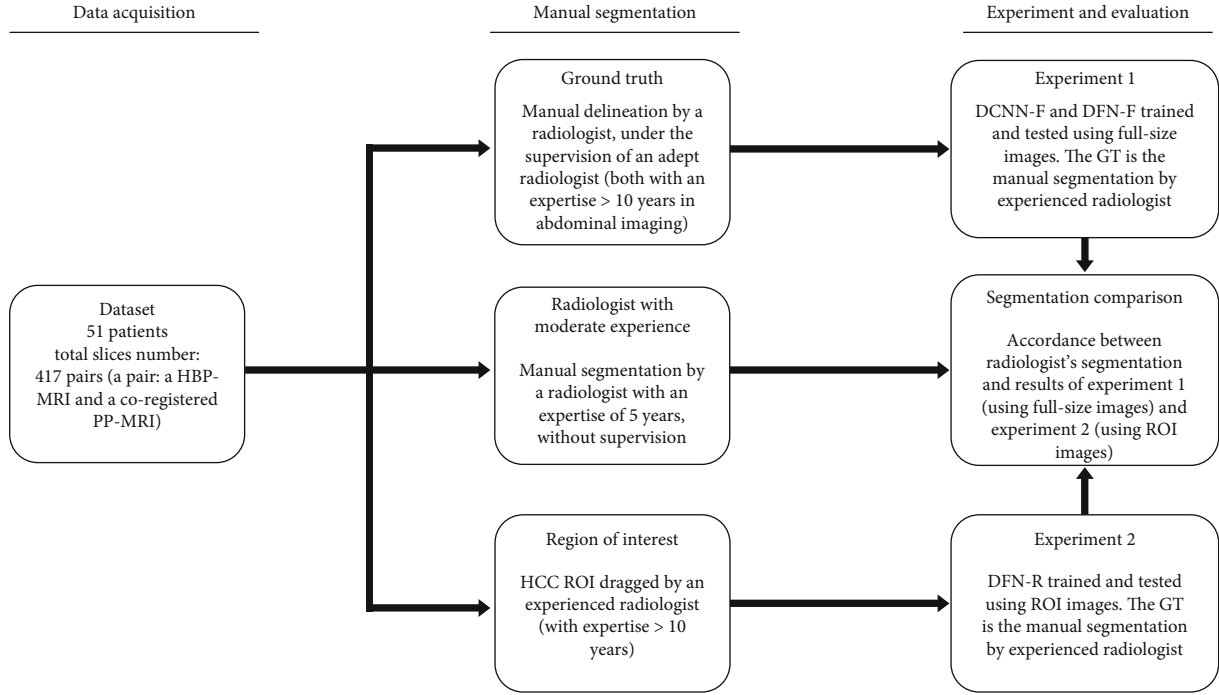 Data acquisition
Manual segmentation
Experiment and evaluation
Dataset
51 patients
total slices number:
417 pairs (a pair: a HBP-
MRI and a co-registered
PP-MRI)
Ground truth
Manual delineation by a
radiologist, under the
supervision of an adept
radiologist (both with an
expertise > 10 years in
abdominal imaging)
Radiologist with
moderate experience
Manual segmentation by
a radiologist with an
expertise of 5 years,
without supervision
Region of interest
HCC ROI dragged by an
experienced radiologist
(with expertise > 10
years)
Experiment 1
DCNN-F and DFN-F trained
and tested using full-size
images. The GT is the
manual segmentation by
experienced radiologist
Segmentation comparison
Accordance between
radiologist's segmentation
and results of experiment 1
(using full-size images) and
experiment 2 (using ROI
images)
Experiment 2
DFN-R trained and tested
using ROI images. The GT
is the manual segmentation
by experienced radiologist